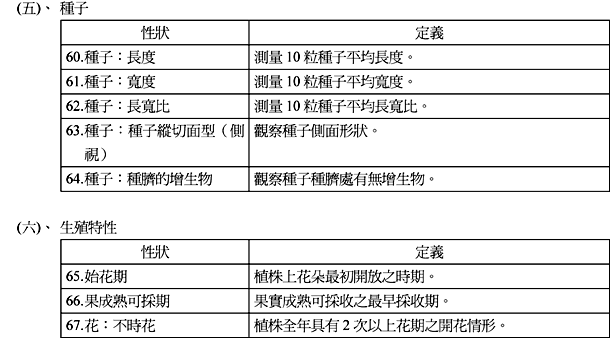 (五)、 種子
性狀 定義
60.種子：長度 測量 10 粒種子平均長度。
61.種子：寬度 測量 10 粒種子平均寬度。
62.種子：長寬比 測量 10 粒種子平均長寬比。
63.種子：種子縱切面型（側 觀察種子側面形狀。
視）
64.種子：種臍的增生物 觀察種子種臍處有無增生物。
(六)、 生殖特性
性狀 定義
65.始花期 植株上花朵最初開放之時期。
66.果成熟可採期 果實成熟可採收之最早採收期。
67.花：不時花 植株全年具有 2 次以上花期之開花情形。